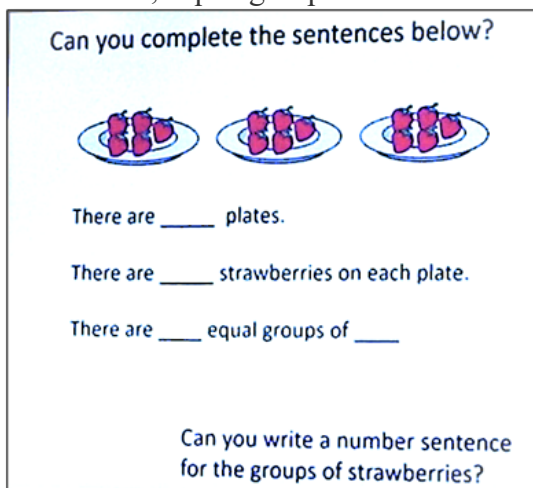 Can you complete the sentences below?
There are _____ plates.
There are _____ strawberries on each plate.
There are ____ equal groups of ____
Can you write a number sentence
for the groups of strawberries?